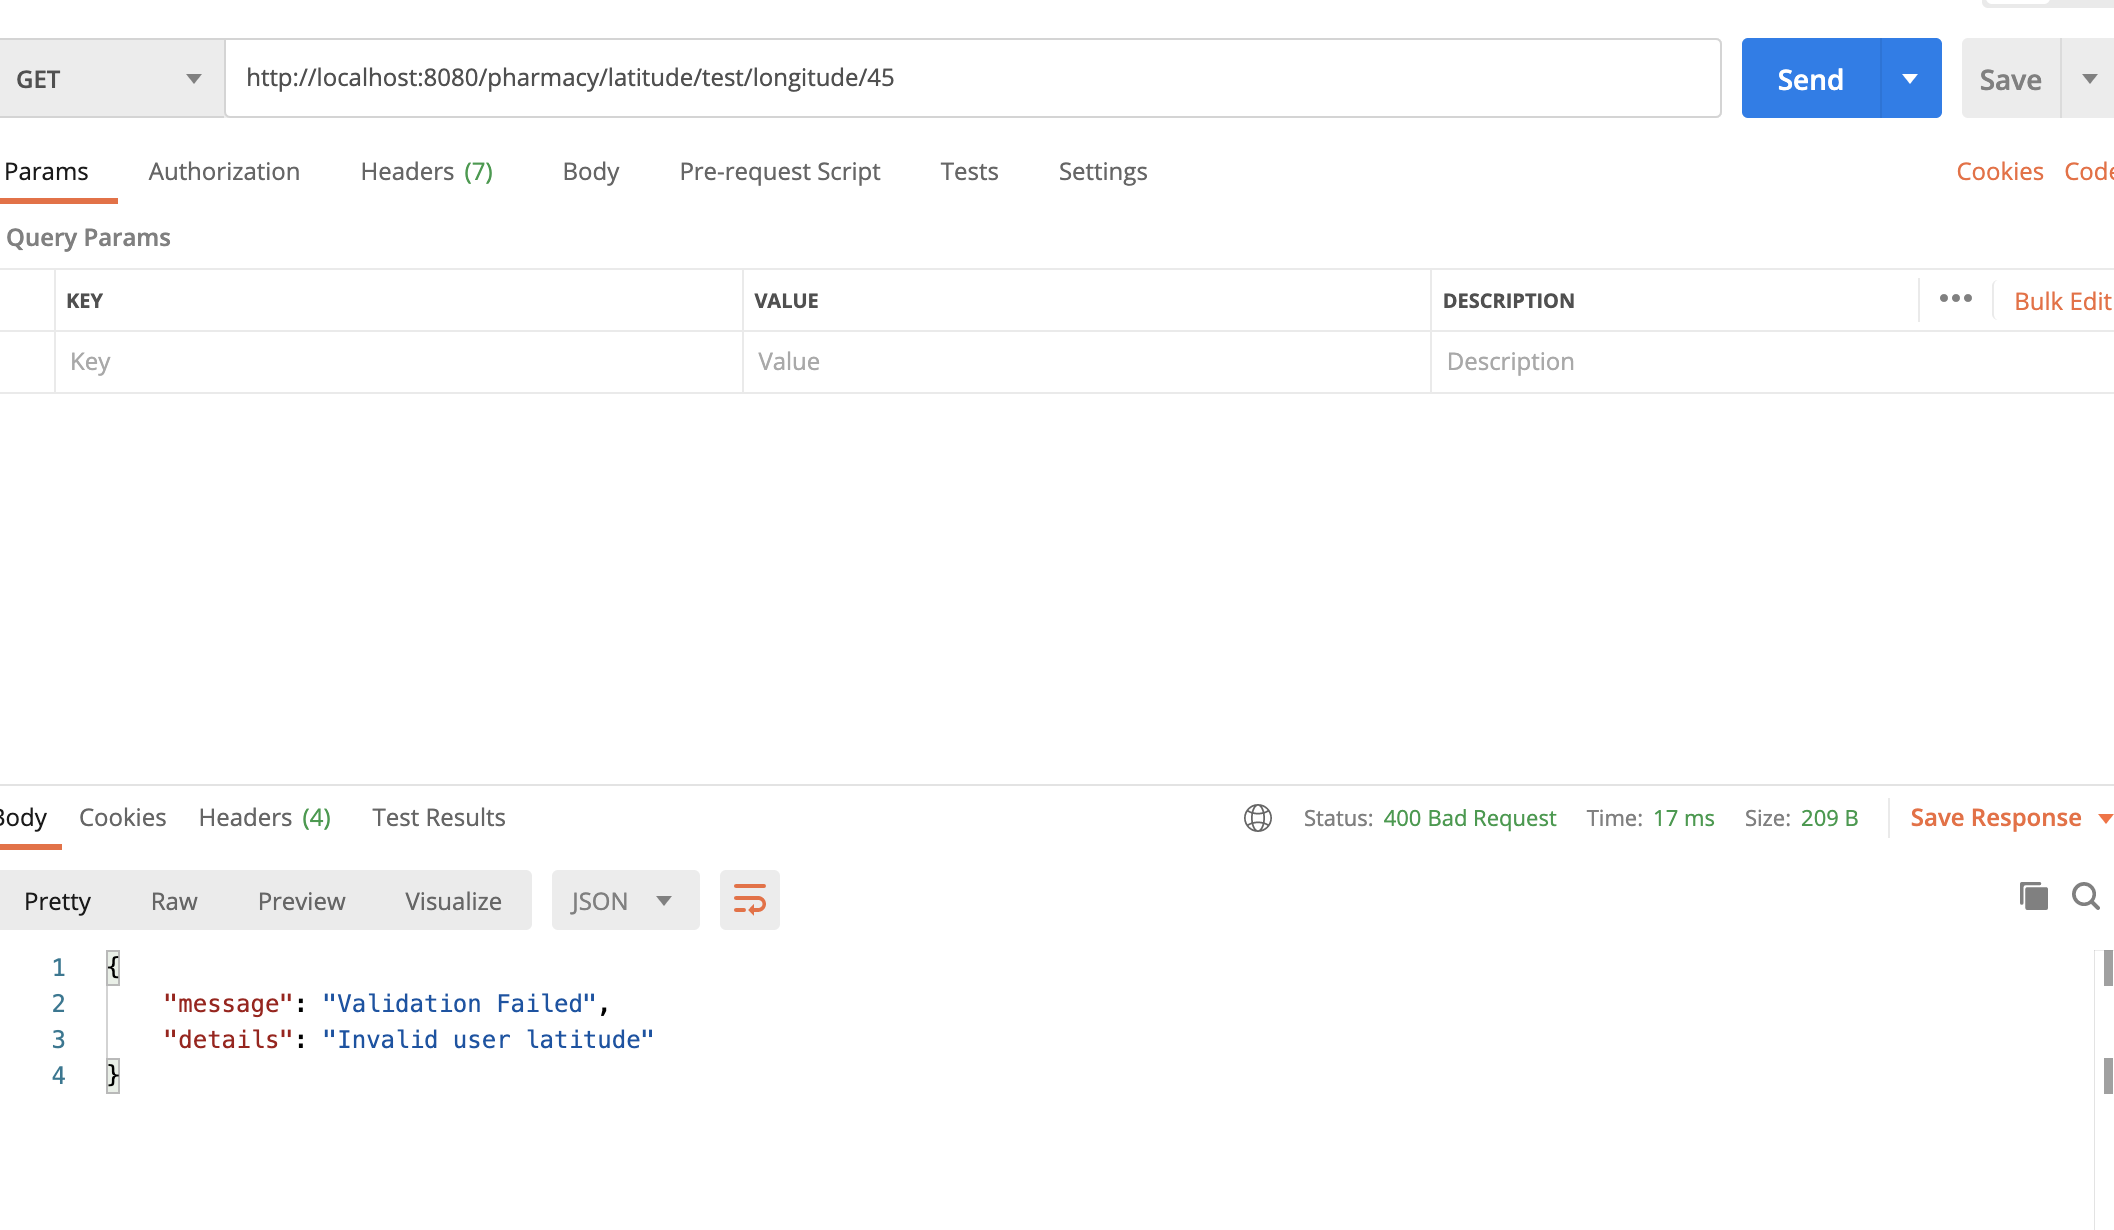 GET http://localhost:8080/pharmacy/latitude/test/longitude/45 Send Save
Params Authorization Headers (7) Body Pre-request Script Tests Settings Cookies Code
Query Params
KEY VALUE DESCRIPTION ••• Bulk Edit
Key Value Description
Body Cookies Headers (4) Test Results Status: 400 Bad Request Time: 17 ms Size: 209 B Save Response
Pretty Raw Preview Visualize JSON
1 {
2 "message": "Validation Failed",
3 "details": "Invalid user latitude"
4 }